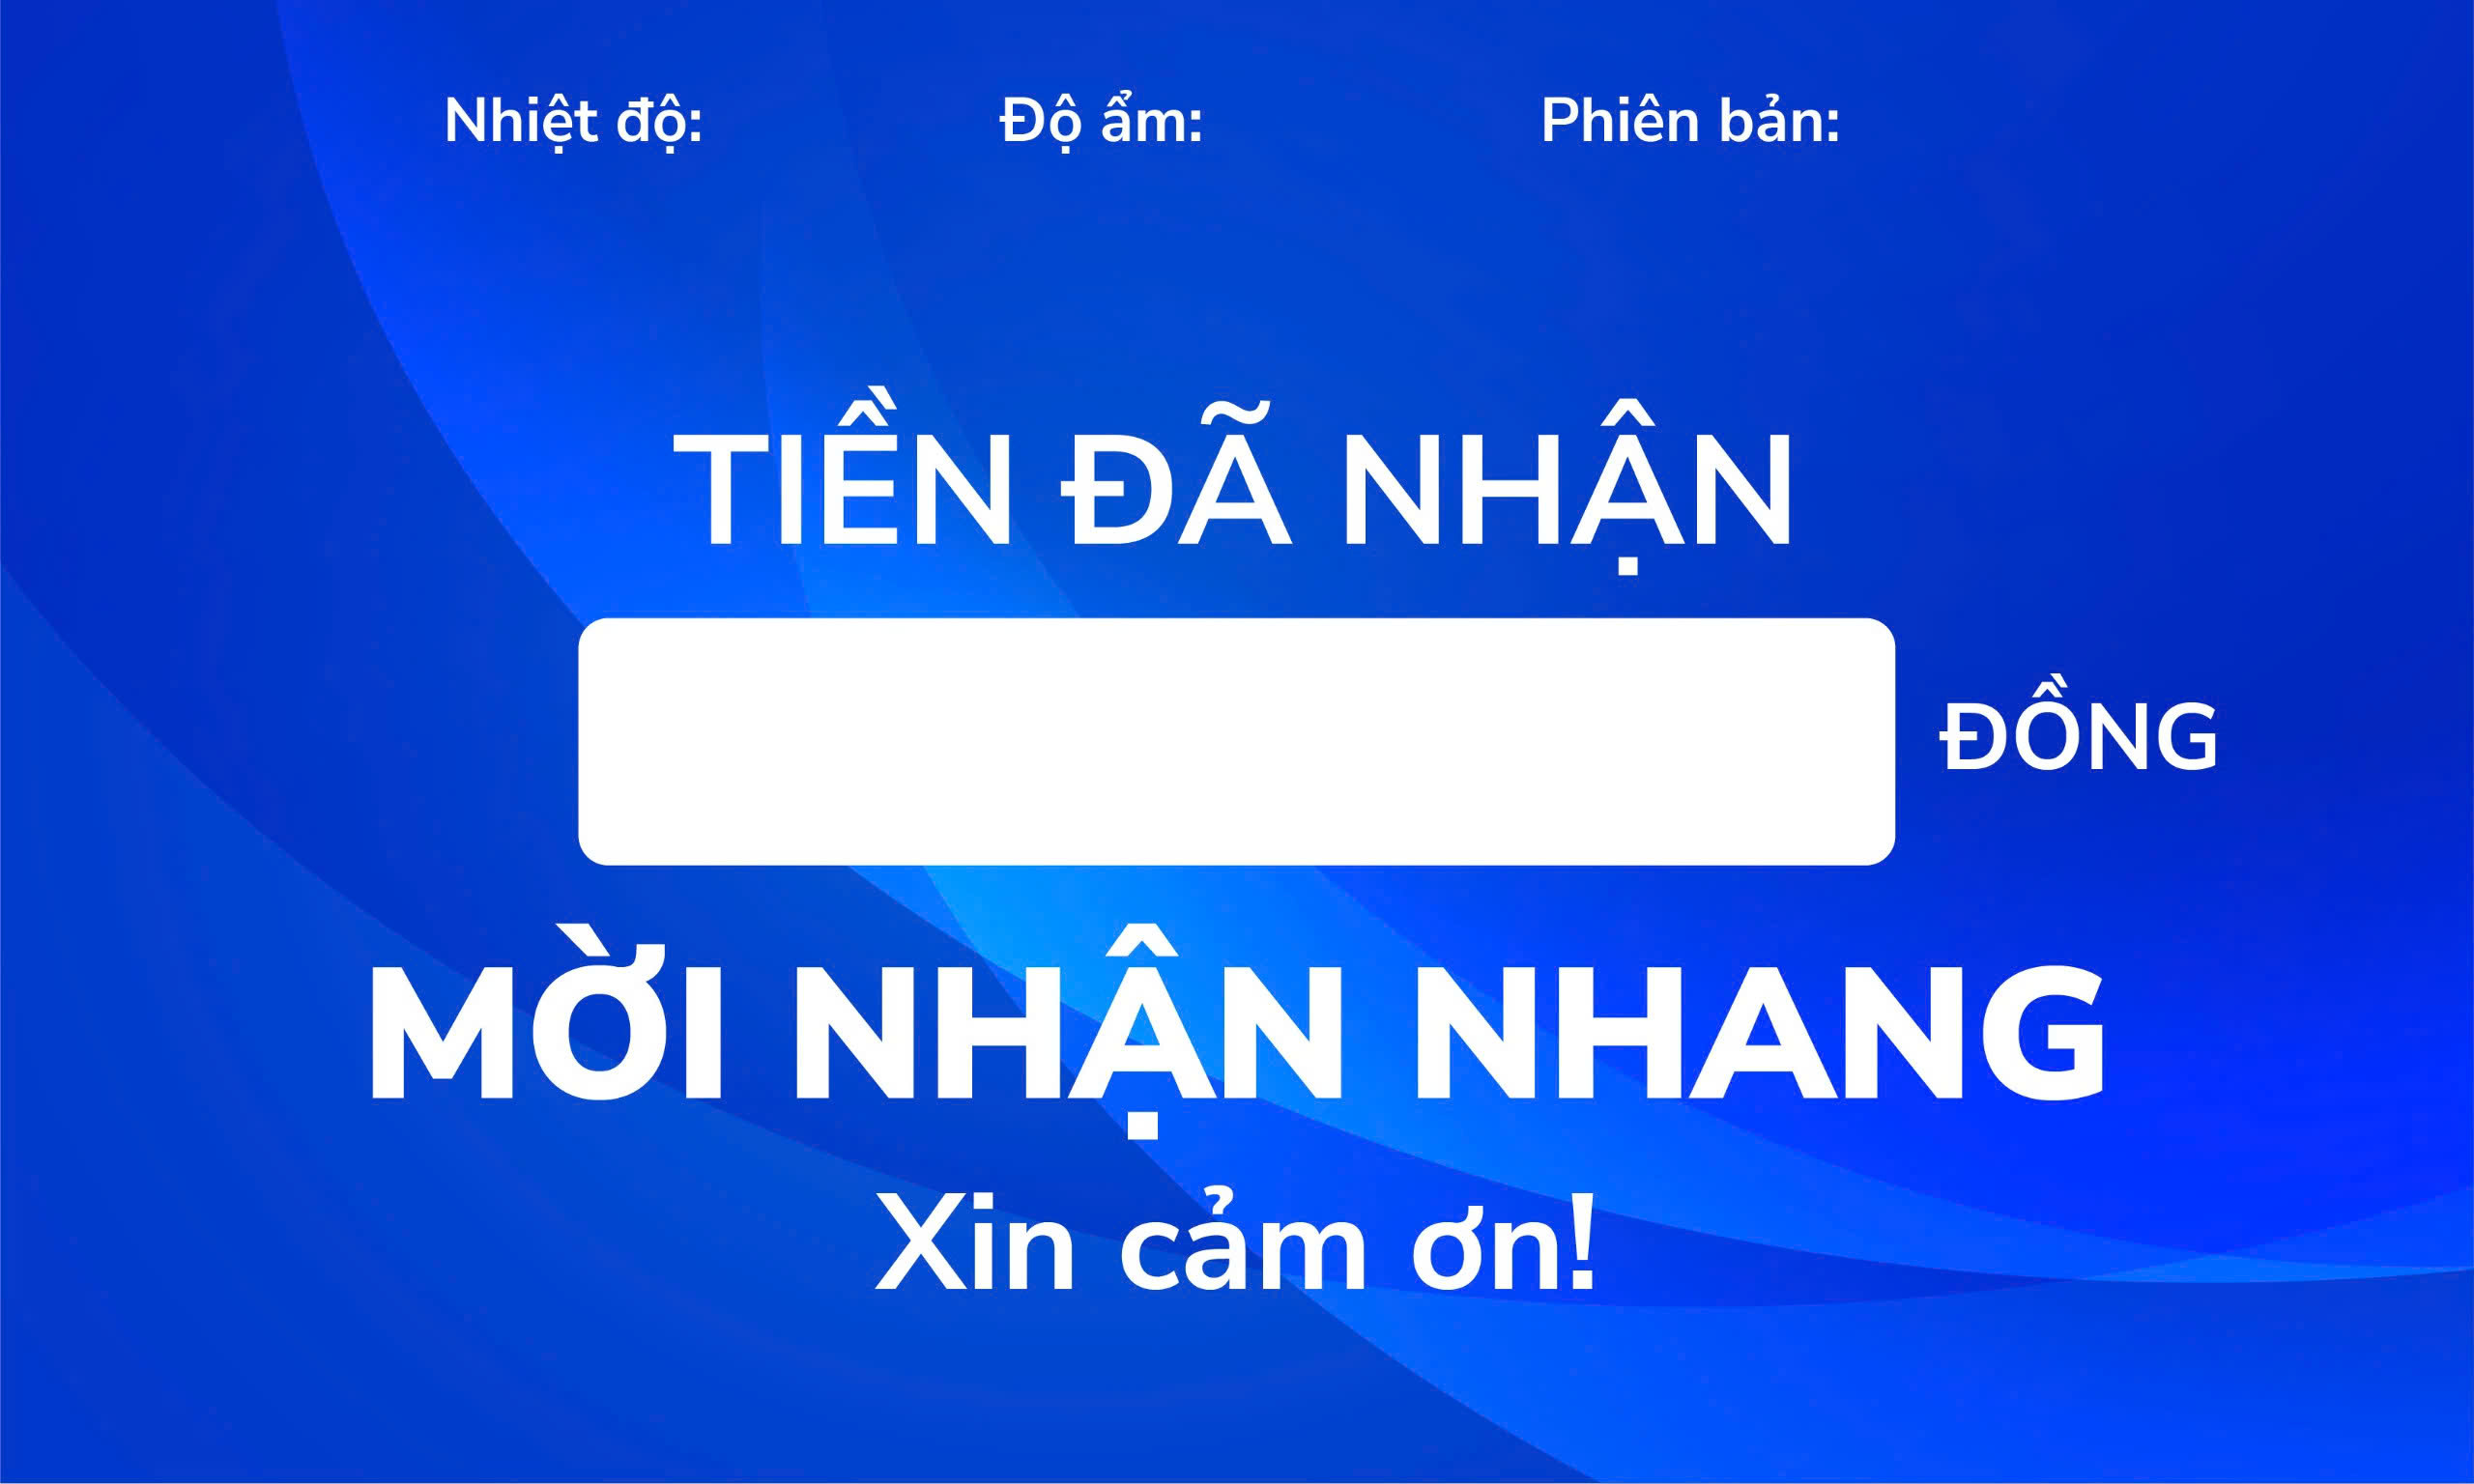 Nhiệt độ: Độ ẩm: Phiên bản:
TIỀN ĐÃ NHẬN
ĐỒNG
MỜI NHẬN NHANG
Xin cảm ơn!